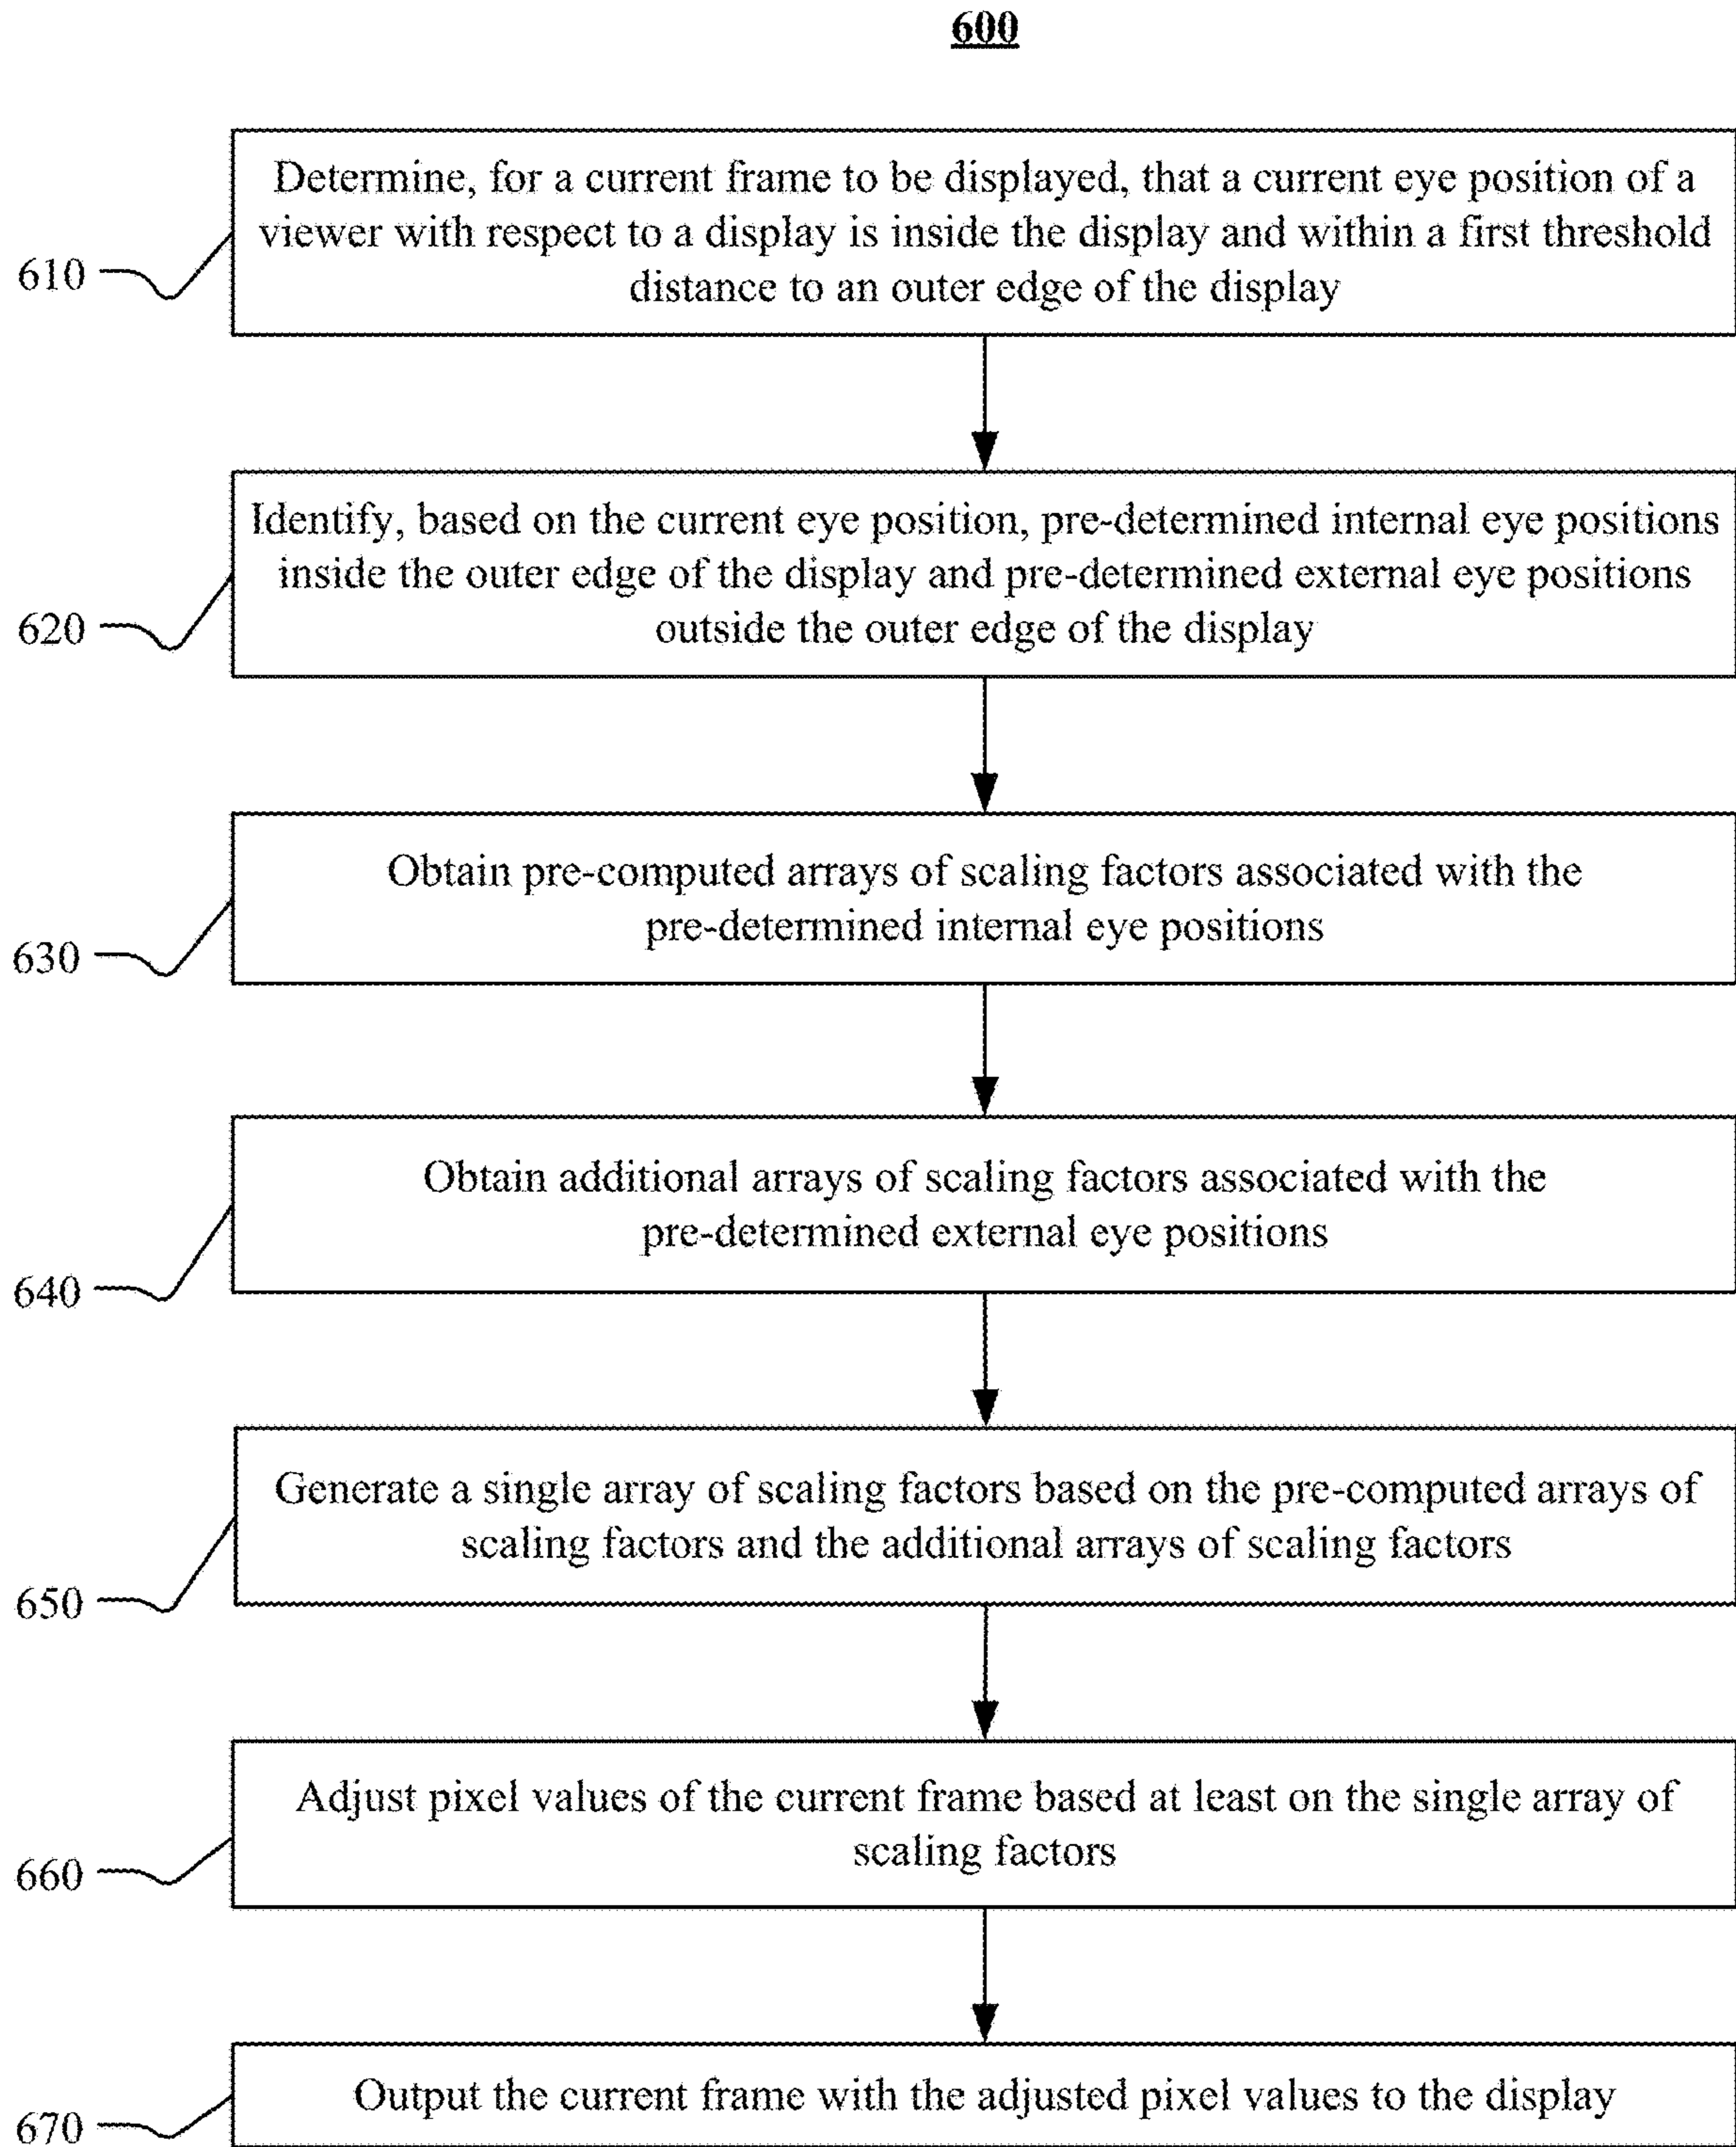 600
Determine, for a current frame to be displayed, that a current eye position of a
viewer with respect to a display is inside the display and within a first threshold
distance to an outer edge of the display
610
Identify, based on the current eye position, pre-determined internal eye positions
inside the outer edge of the display and pre-determined external eye positions
outside the outer edge of the display
620
Obtain pre-computed arrays of scaling factors associated with the
pre-determined internal eye positions
630
Obtain additional arrays of scaling factors associated with the
pre-determined external eye positions
640
Generate a single array of scaling factors based on the pre-computed arrays of
scaling factors and the additional arrays of scaling factors
650
Adjust pixel values of the current frame based at least on the single array of
scaling factors
660
Output the current frame with the adjusted pixel values to the display
670